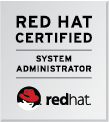 RED HAT
CERTIFIED
SYSTEM
ADMINISTRATOR
redhat.